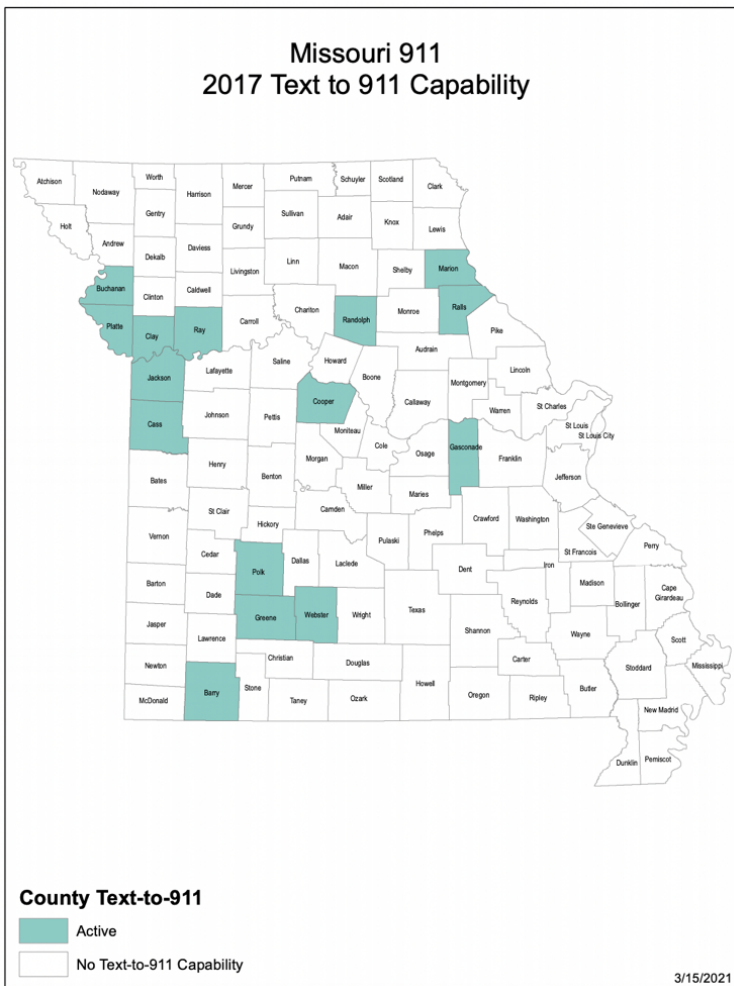 Missouri 911
2017 Text to 911 Capability
Atchison
Nodaway
Worth
Harrison
Mercer
Putnam
Schuyler
Scotland
Clark
Holt
Gentry
Sullivan
Adair
Knox
Lewis
Andrew
Dekalb
Daviess
Grundy
Linn
Macon
Shelby
Marion
Buchanan
Clinton
Caldwell
Livingston
Chariton
Randolph
Monroe
Ralls
Platte
Clay
Ray
Carroll
Pike
Audrain
Howard
Saline
Lafayette
Jackson
Boone
Callaway
Montgomery
Lincoln
Cooper
Warren
St Charles
St Louis
St Louis City
Cass
Johnson
Pettis
Moniteau
Cole
Osage
Gasconade
Franklin
Jefferson
Morgan
Miller
Maries
Bates
Henry
Benton
Camden
Crawford
Washington
Ste Genevieve
St Clair
Hickory
Pulaski
Phelps
Perry
Vernon
Cedar
Polk
Dallas
Laclede
Dent
Iron
St Francois
Madison
Cape
Girardeau
Barton
Dade
Greene
Webster
Wright
Texas
Reynolds
Bollinger
Jasper
Lawrence
Shannon
Wayne
Scott
Newton
Christian
Douglas
Carter
Stoddard
Mississippi
McDonald
Barry
Stone
Taney
Ozark
Howell
Oregon
Ripley
Butler
New Madrid
Dunklin
Pemiscot
County Text-to-911
Active
No Text-to-911 Capability
3/15/2021